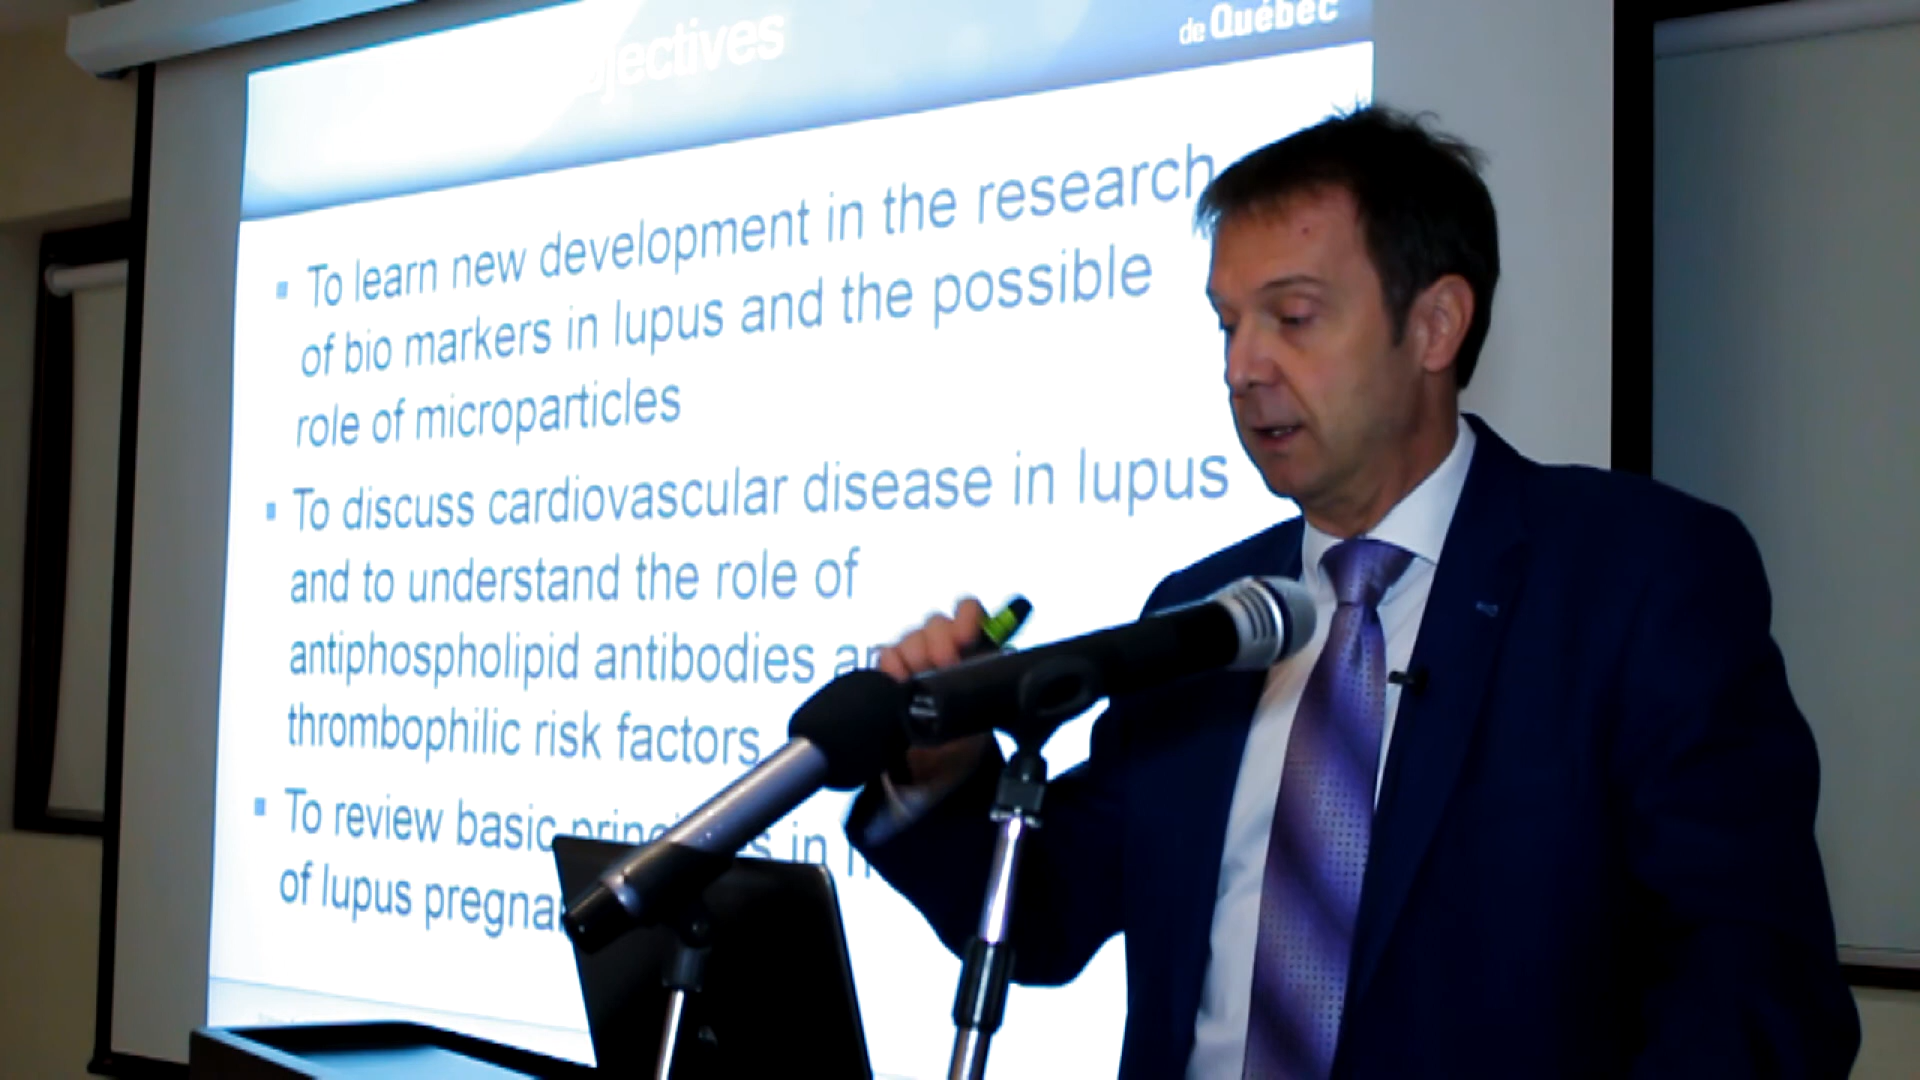 de Québec
To learn new development in the research
of bio markers in lupus and the possible
role of microparticles
To discuss cardiovascular disease in lupus
and to understand the role of
antiphospholipid antibodies
thrombophilic risk factors
To review basic in
of lupus